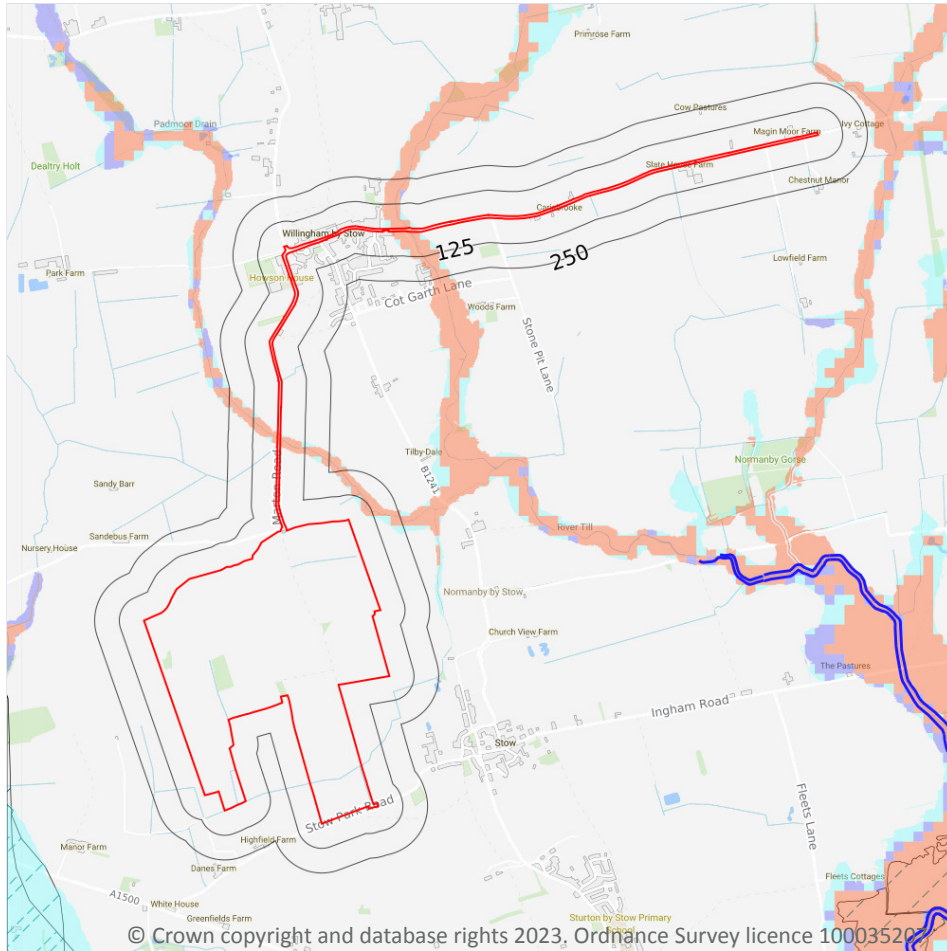 Primrose Farm
Cow Pastures
Padmoor Drain
Magin Moor Farm
Ivy Cottage
Dealtry Holt
Slate House Farm
Chestnut Manor
Willingham by Stow
125
250
Lowfield Farm
Park Farm
Howson House
Cot Garth Lane
Woods Farm
Stone Pit Lane
Tilby Dale
B1241
Normanby Gorse
Marton Road
Sandy Barr
Sandebus Farm
Nursery House
River Till
Normanby by Stow
Church View Farm
The Pastures
Ingham Road
Stow
Stow Park Road
Fleets Lane
Highfield Farm
Manor Farm
Danes Farm
Fleets Cottages
A1500
White House
Greenfields Farm
Sturton by Stow Primary
School
© Crown copyright and database rights 2023. Ordnance Survey licence 10003520